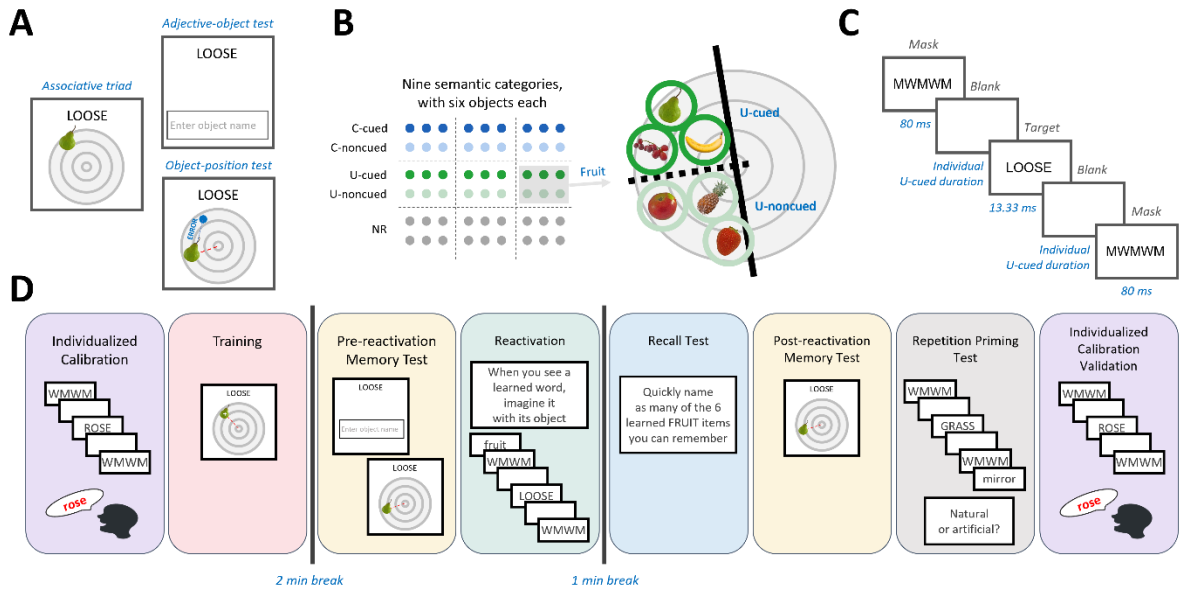 A
Associative triad
LOOSE
Adjective-object test
LOOSE
Enter object name
Object-position test
LOOSE
ERROR
B
Nine semantic categories,
with six objects each
C-cued
C-noncued
U-cued
U-noncued
NR
Fruit
U-cued
U-noncued
C
Mask
MWMWM
80 ms
Blank
Target
LOOSE
Individual
U-cued duration
13.33 ms
Blank
Individual
U-cued duration
Mask
MWMWM
80 ms
D
Individualized
Calibration
WMWM
ROSE
WMWM
rose
Training
LOOSE
2 min break
Pre-reactivation
Memory Test
LOOSE
Enter object name
LOOSE
Reactivation
When you see a
learned word,
imagine it
with its object
fruit
WMWM
LOOSE
WMWM
1 min break
Recall Test
Quickly name
as many of the 6
learned FRUIT items
you can remember
Post-reactivation
Memory Test
LOOSE
Repetition Priming
Test
WMWM
GRASS
WMWM
mirror
Natural
or artificial?
Individualized
Calibration
Validation
WMWM
ROSE
WMWM
rose